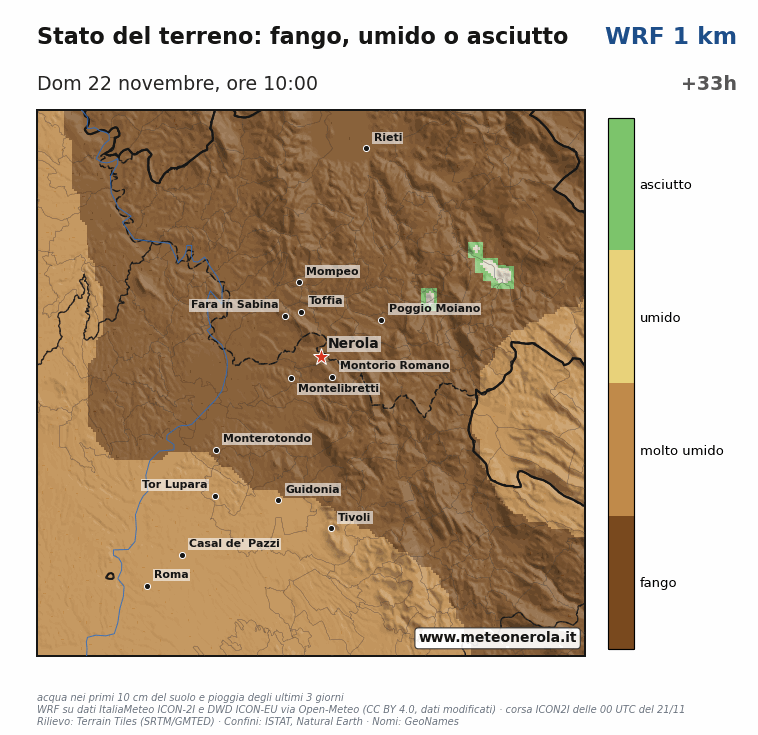 Stato del terreno: fango, umido o asciutto
WRF 1 km
Dom 22 novembre, ore 10:00
+33h
Rieti
Mompeo
Fara in Sabina
Toffia
Poggio Moiano
Nerola
Montorio Romano
Montelibretti
Monterotondo
Tor Lupara
Guidonia
Tivoli
Casal de' Pazzi
Roma
www.meteonerola.it
asciutto
umido
molto umido
fango
acqua nei primi 10 cm del suolo e pioggia degli ultimi 3 giorni
WRF su dati ItaliaMeteo ICON-2I e DWD ICON-EU via Open-Meteo (CC BY 4.0, dati modificati) · corsa ICON2I delle 00 UTC del 21/11
Rilievo: Terrain Tiles (SRTM/GMTED) · Confini: ISTAT, Natural Earth · Nomi: GeoNames